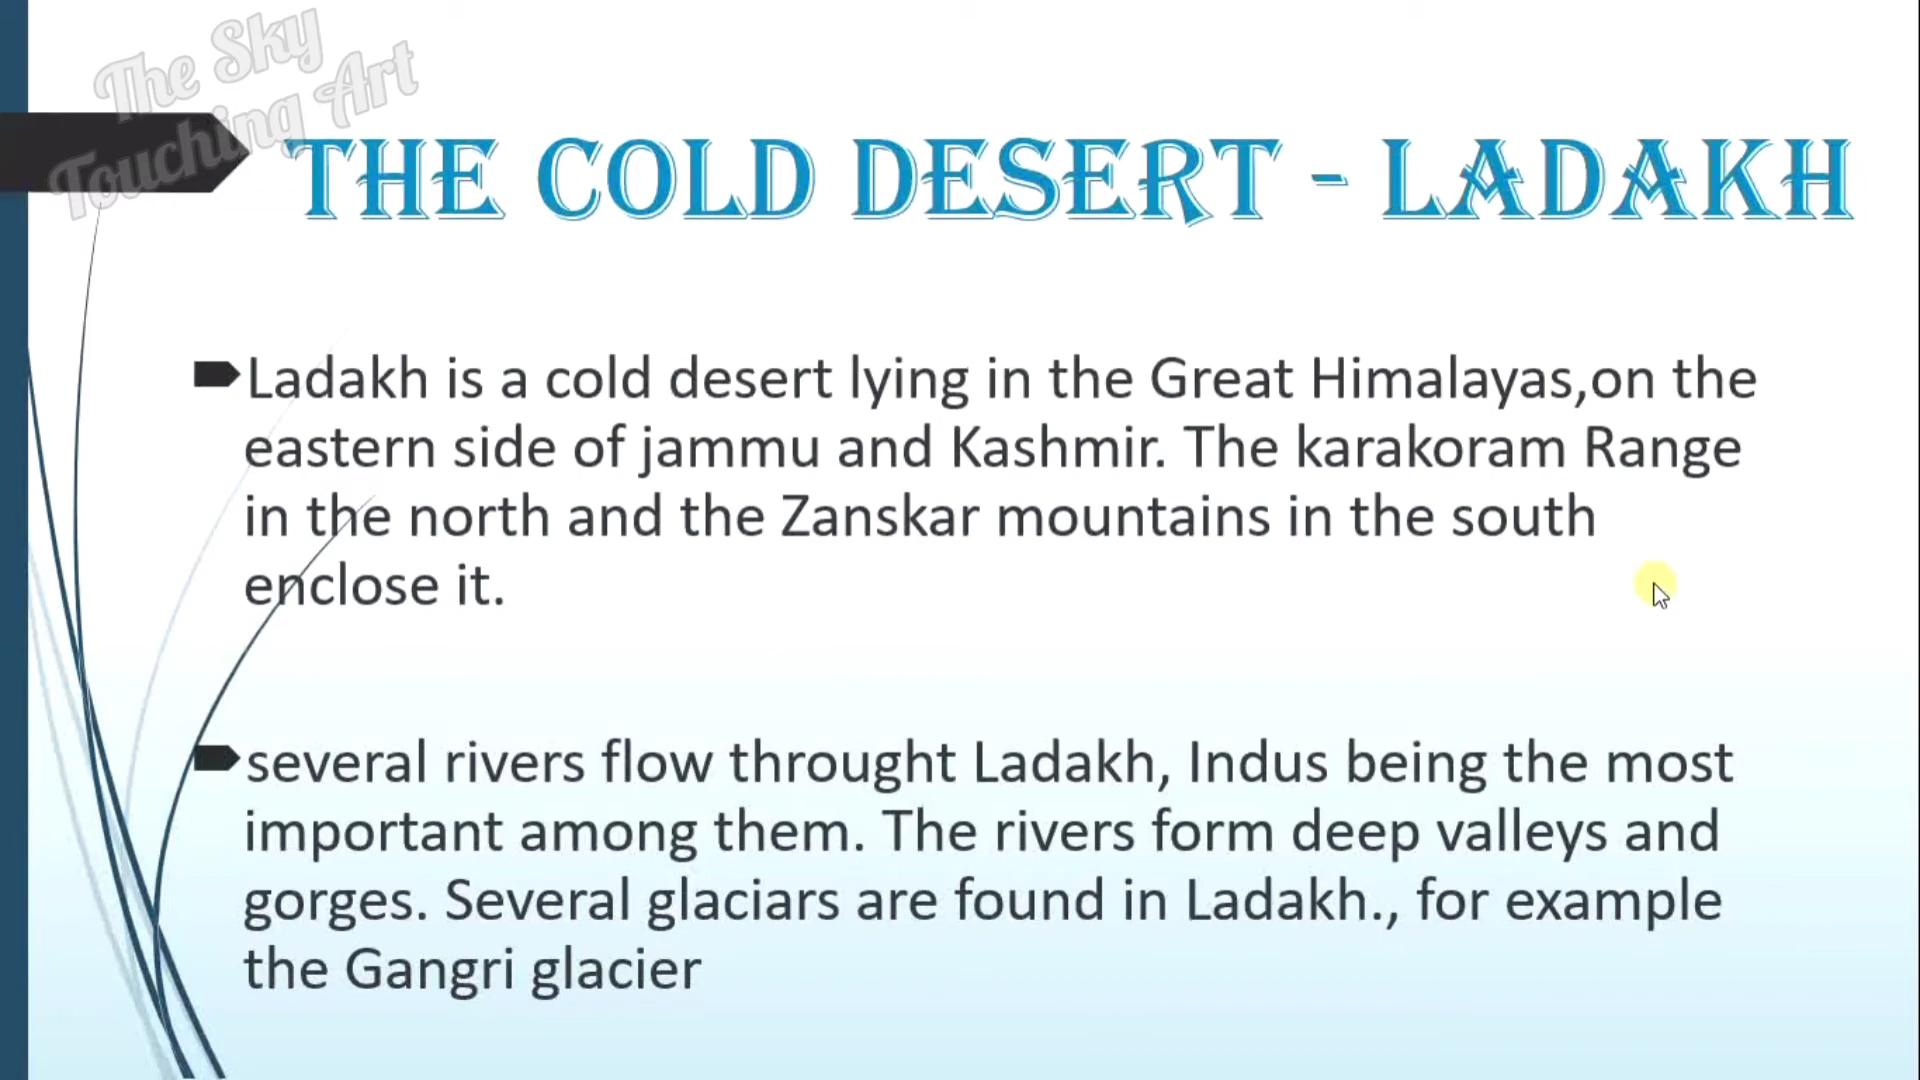 The Sky
Touching Art
THE COLD DESERT - LADAKH
Ladakh is a cold desert lying in the Great Himalayas,on the
eastern side of jammu and Kashmir. The karakoram Range
in the north and the Zanskar mountains in the south
enclose it.
several rivers flow throught Ladakh, Indus being the most
important among them. The rivers form deep valleys and
gorges. Several glaciars are found in Ladakh., for example
the Gangri glacier